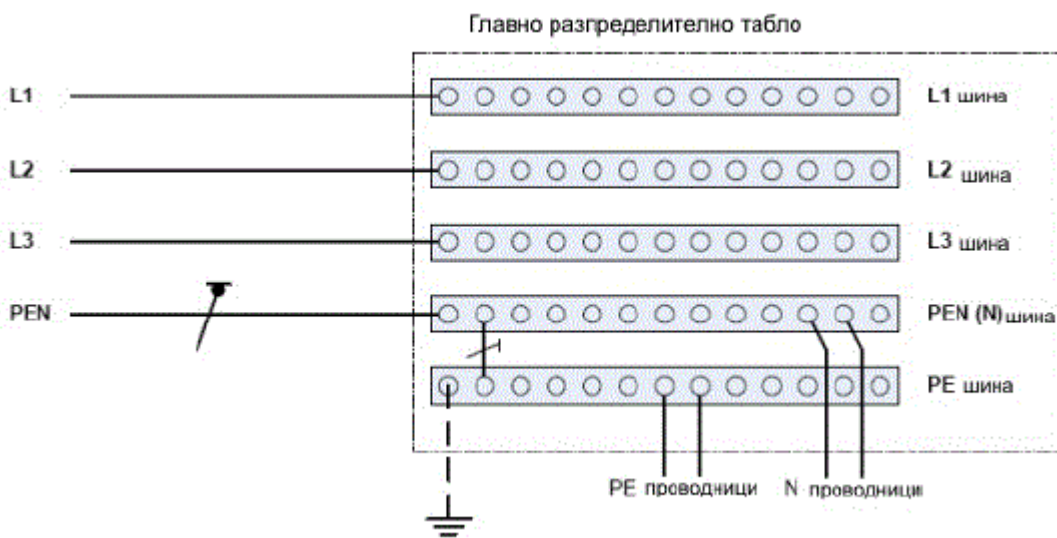 Главно разпределително табло
L1
L1 шина
L2
L2 шина
L3
L3 шина
PEN
PEN (N) шина
PE шина
PE проводници
N проводници